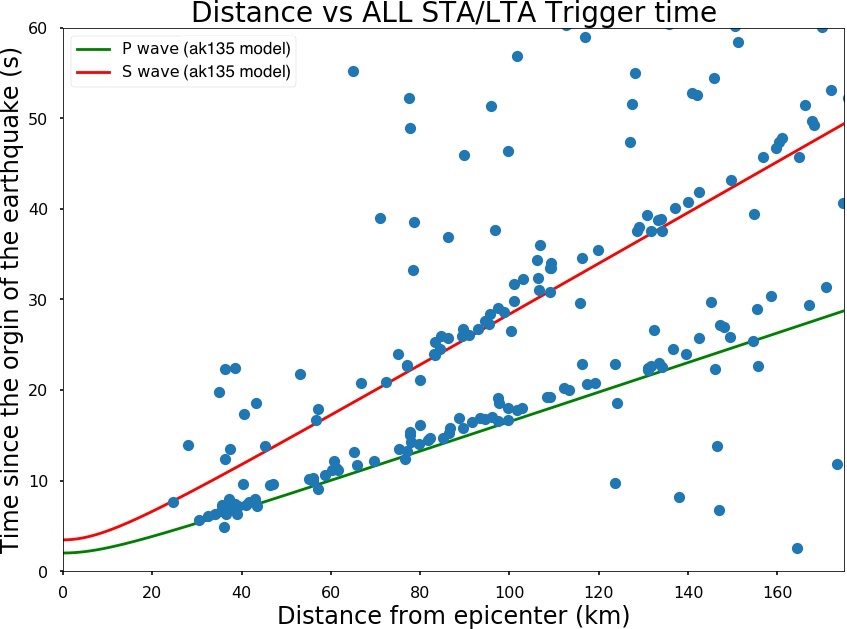 Distance vs ALL STA/LTA Trigger time
P wave (ak135 model)
S wave (ak135 model)
Time since the orgin of the earthquake (s)
60
50
40
30
20
10
0
0 20 40 60 80 100 120 140 160
Distance from epicenter (km)